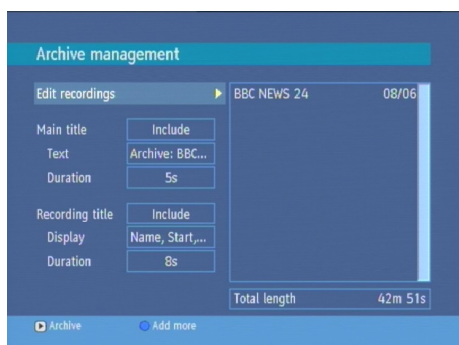 Archive management
Edit recordings
BBC NEWS 24 08/06
Main title Include
Text Archive: BBC...
Duration 5s
Recording title Include
Display Name, Start,...
Duration 8s
Total length 42m 51s
Archive Add more